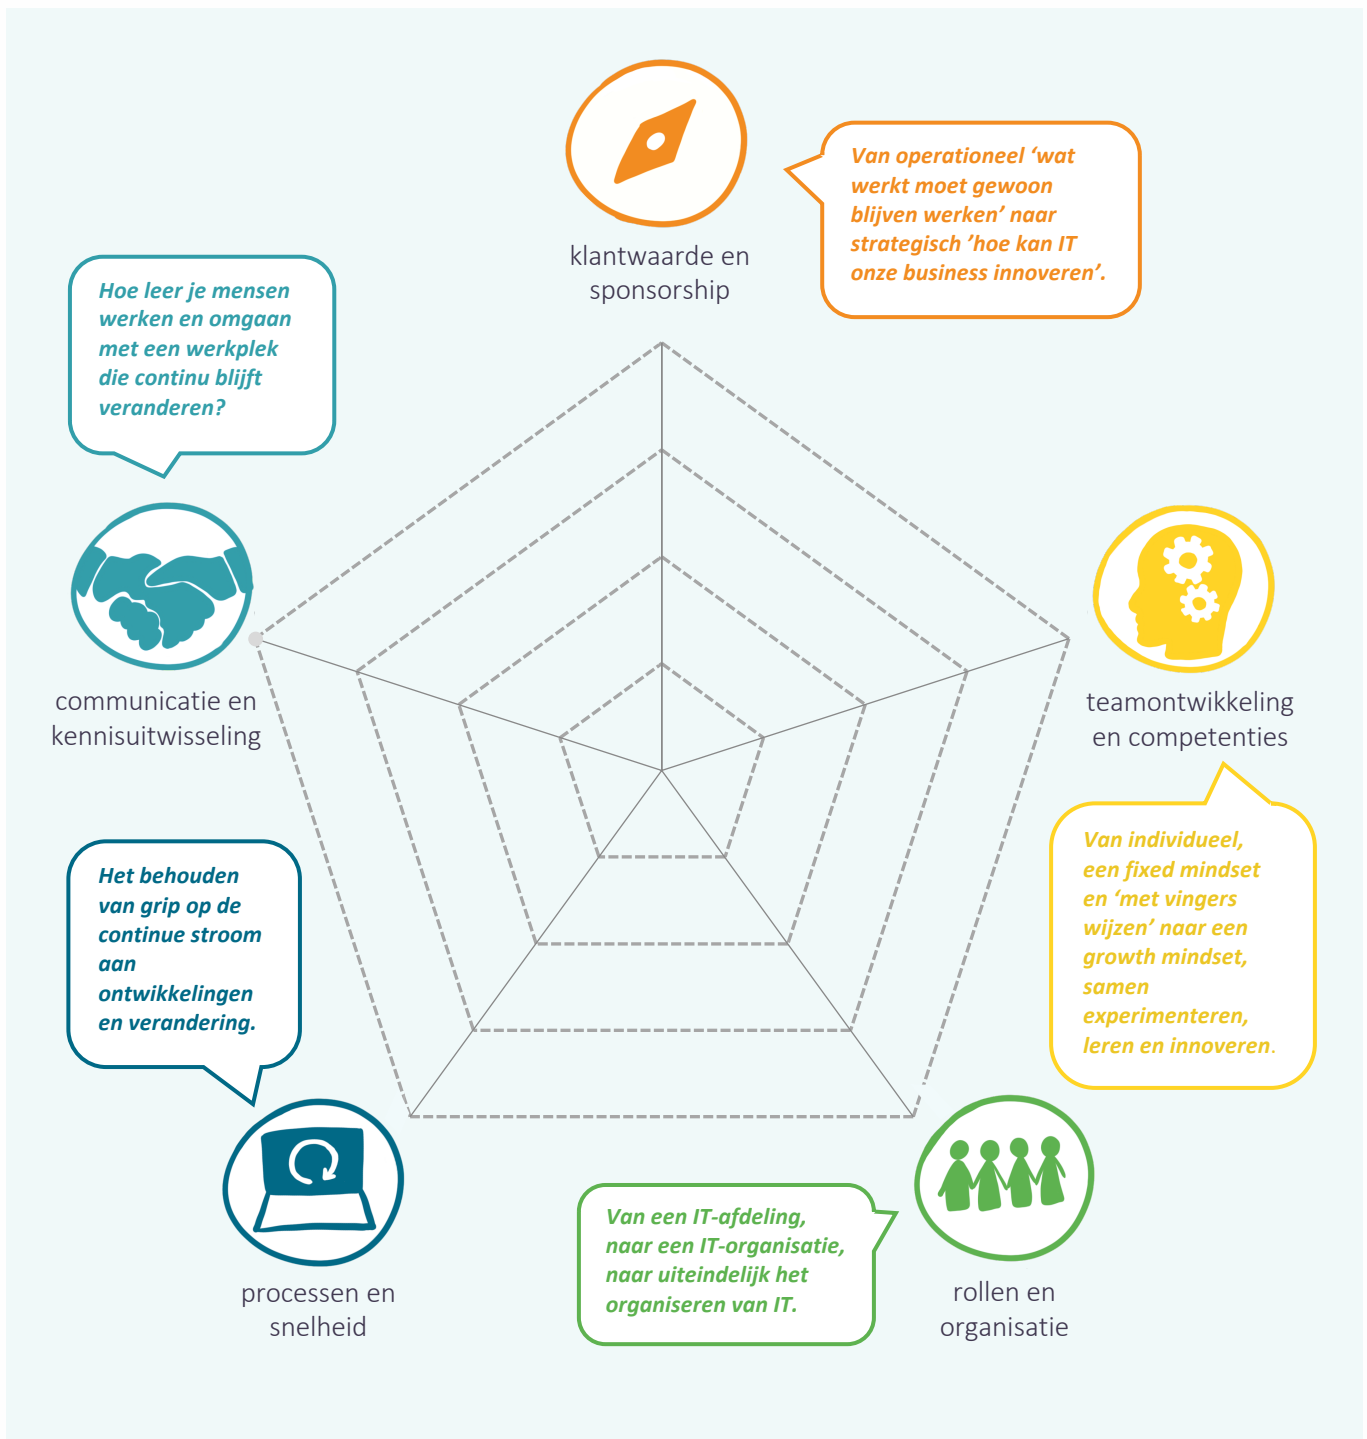 Van operationeel ‘wat
werkt moet gewoon
blijven werken’ naar
strategisch ’hoe kan IT
onze business innoveren’.
klantwaarde en
sponsorship
Hoe leer je mensen
werken en omgaan
met een werkplek
die continu blijft
veranderen?
communicatie en
kennisuitwisseling
teamontwikkeling
en competenties
Van individueel,
een fixed mindset
en ‘met vingers
wijzen’ naar een
growth mindset,
samen
experimenteren,
leren en innoveren.
Het behouden
van grip op de
continue stroom
aan
ontwikkelingen
en verandering.
processen en
snelheid
Van een IT-afdeling,
naar een IT-organisatie,
naar uiteindelijk het
organiseren van IT.
rollen en
organisatie